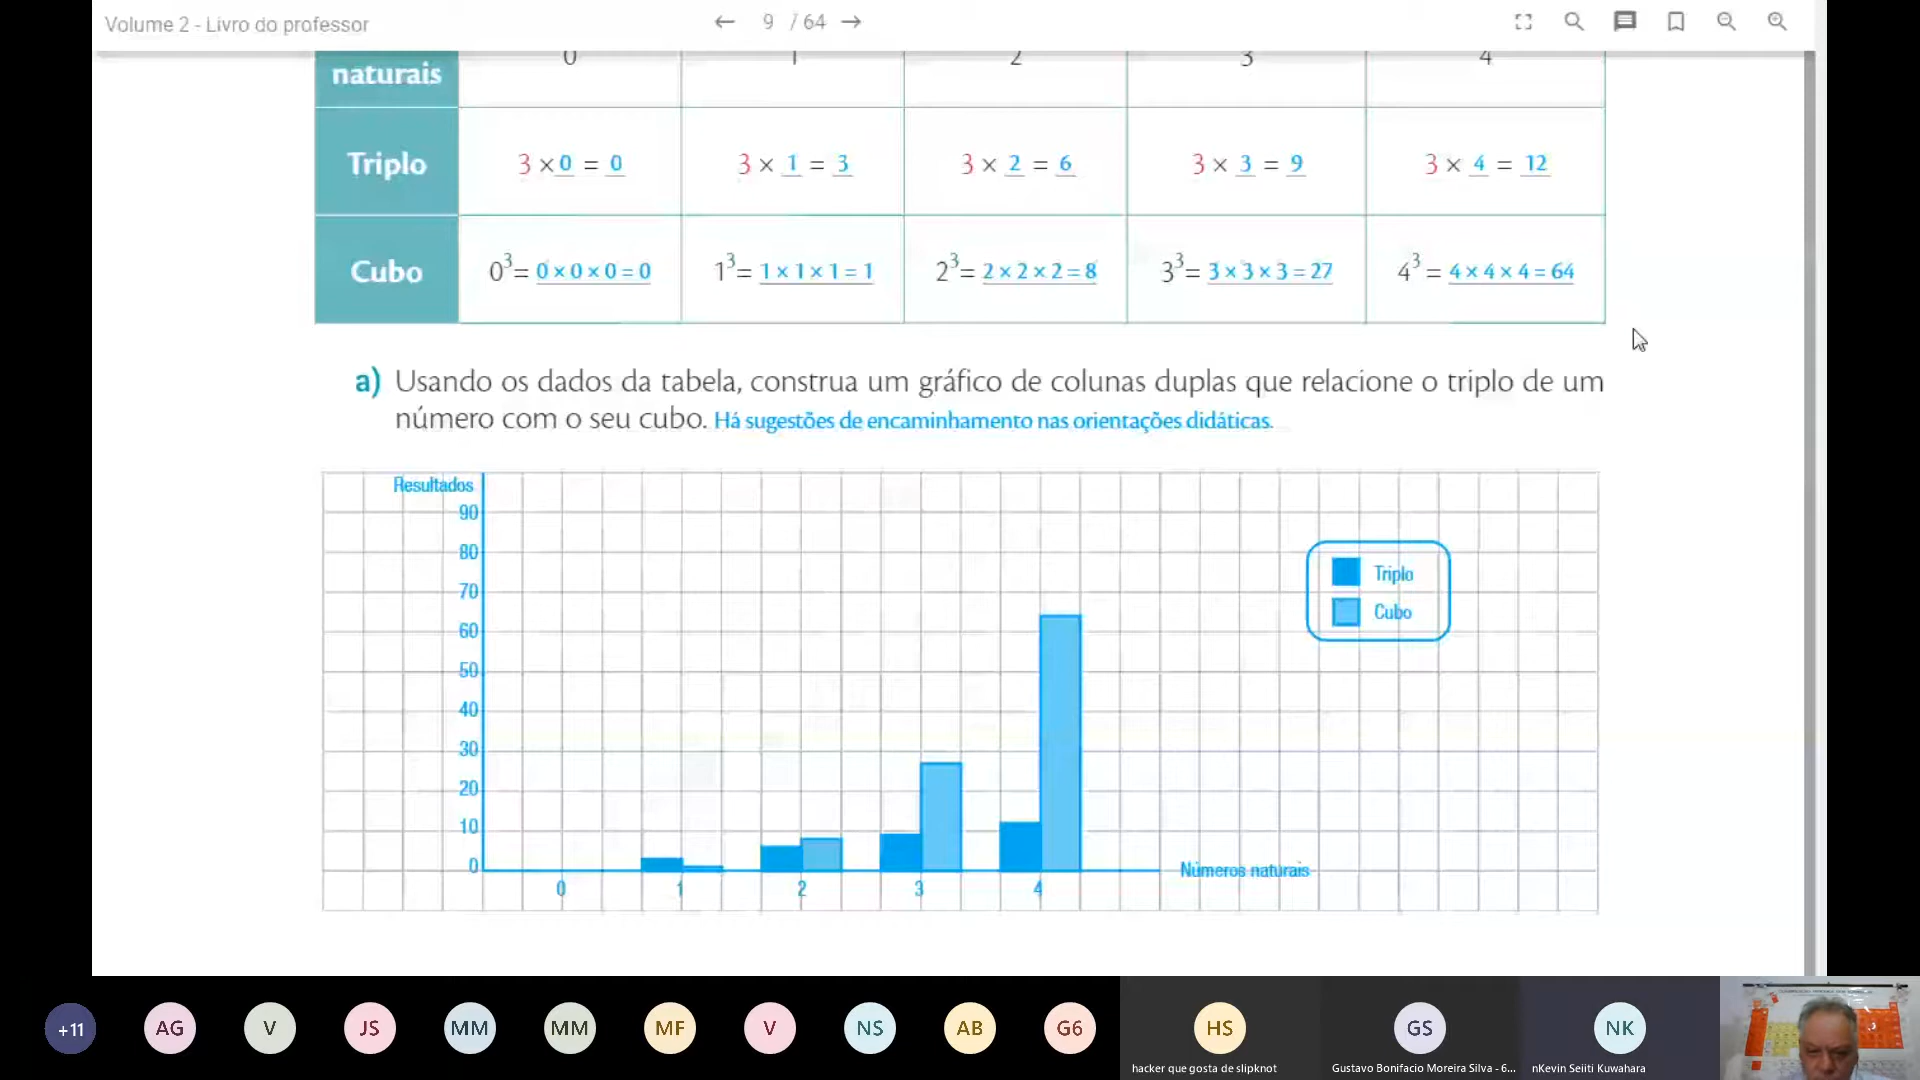 Volume 2 - Livro do professor
9 / 64
naturais 0 1 2 3 4
Triplo 3 × 0 = 0 3 × 1 = 3 3 × 2 = 6 3 × 3 = 9 3 × 4 = 12
Cubo 0³ = 0 × 0 × 0 = 0 1³ = 1 × 1 × 1 = 1 2³ = 2 × 2 × 2 = 8 3³ = 3 × 3 × 3 = 27 4³ = 4 × 4 × 4 = 64
a) Usando os dados da tabela, construa um gráfico de colunas duplas que relacione o triplo de um
número com o seu cubo. Há sugestões de encaminhamento nas orientações didáticas.
Resultados
90
80
70
60
50
40
30
20
10
0
Triplo
Cubo
Números naturais
0 1 2 3 4
+11 AG V JS MM MM MF V NS AB G6 HS GS NK
hacker que gosta de slipknot
Gustavo Bonifacio Moreira Silva - 6...
nKevin Seiiti Kuwahara